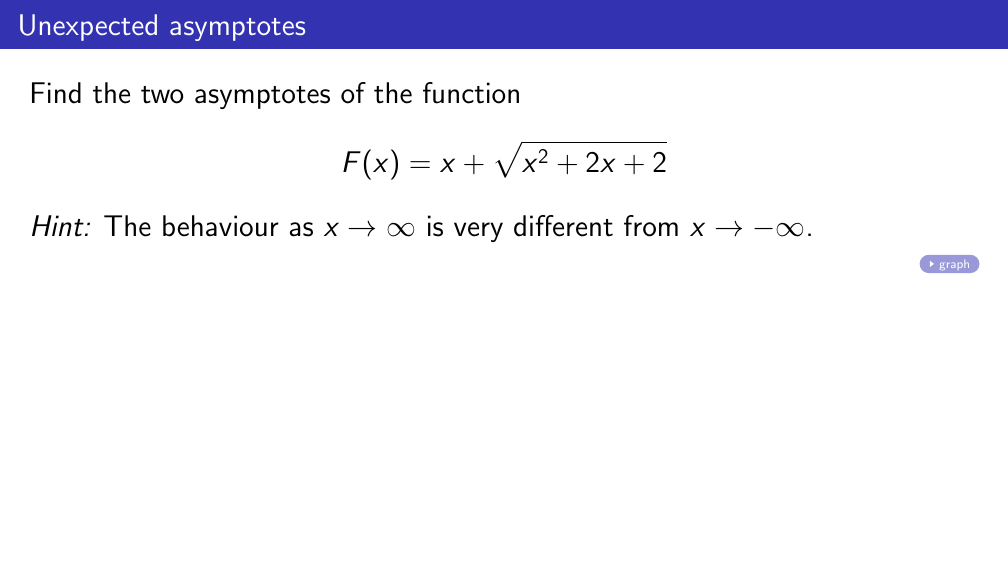 Unexpected asymptotes
Find the two asymptotes of the function
F(x) = x + √(x² + 2x + 2)
Hint: The behaviour as x → ∞ is very different from x → −∞.
graph